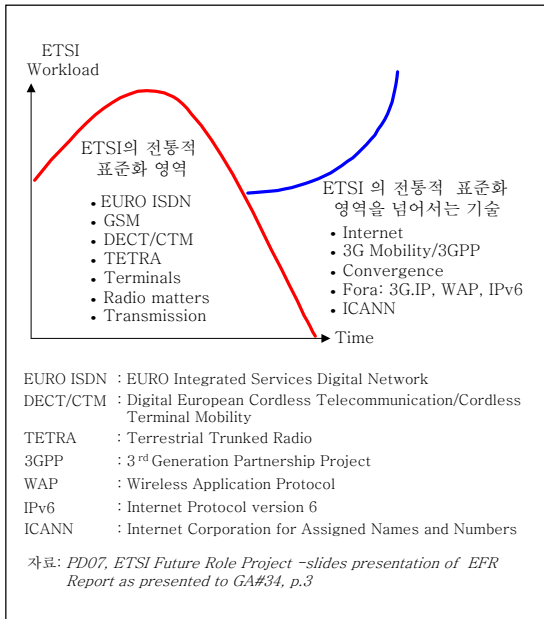 ETSI
Workload
ETSI의 전통적
표준화 영역
• EURO ISDN
• GSM
• DECT/CTM
• TETRA
• Terminals
• Radio matters
• Transmission
ETSI 의 전통적 표준화
영역을 넘어서는 기술
• Internet
• 3G Mobility/3GPP
• Convergence
• Fora: 3G.IP, WAP, IPv6
• ICANN
Time
EURO ISDN : EURO Integrated Services Digital Network
DECT/CTM : Digital European Cordless Telecommunication/Cordless
Terminal Mobility
TETRA : Terrestrial Trunked Radio
3GPP : 3rd Generation Partnership Project
WAP : Wireless Application Protocol
IPv6 : Internet Protocol version 6
ICANN : Internet Corporation for Assigned Names and Numbers
자료: PD07, ETSI Future Role Project -slides presentation of EFR
Report as presented to GA#34, p.3